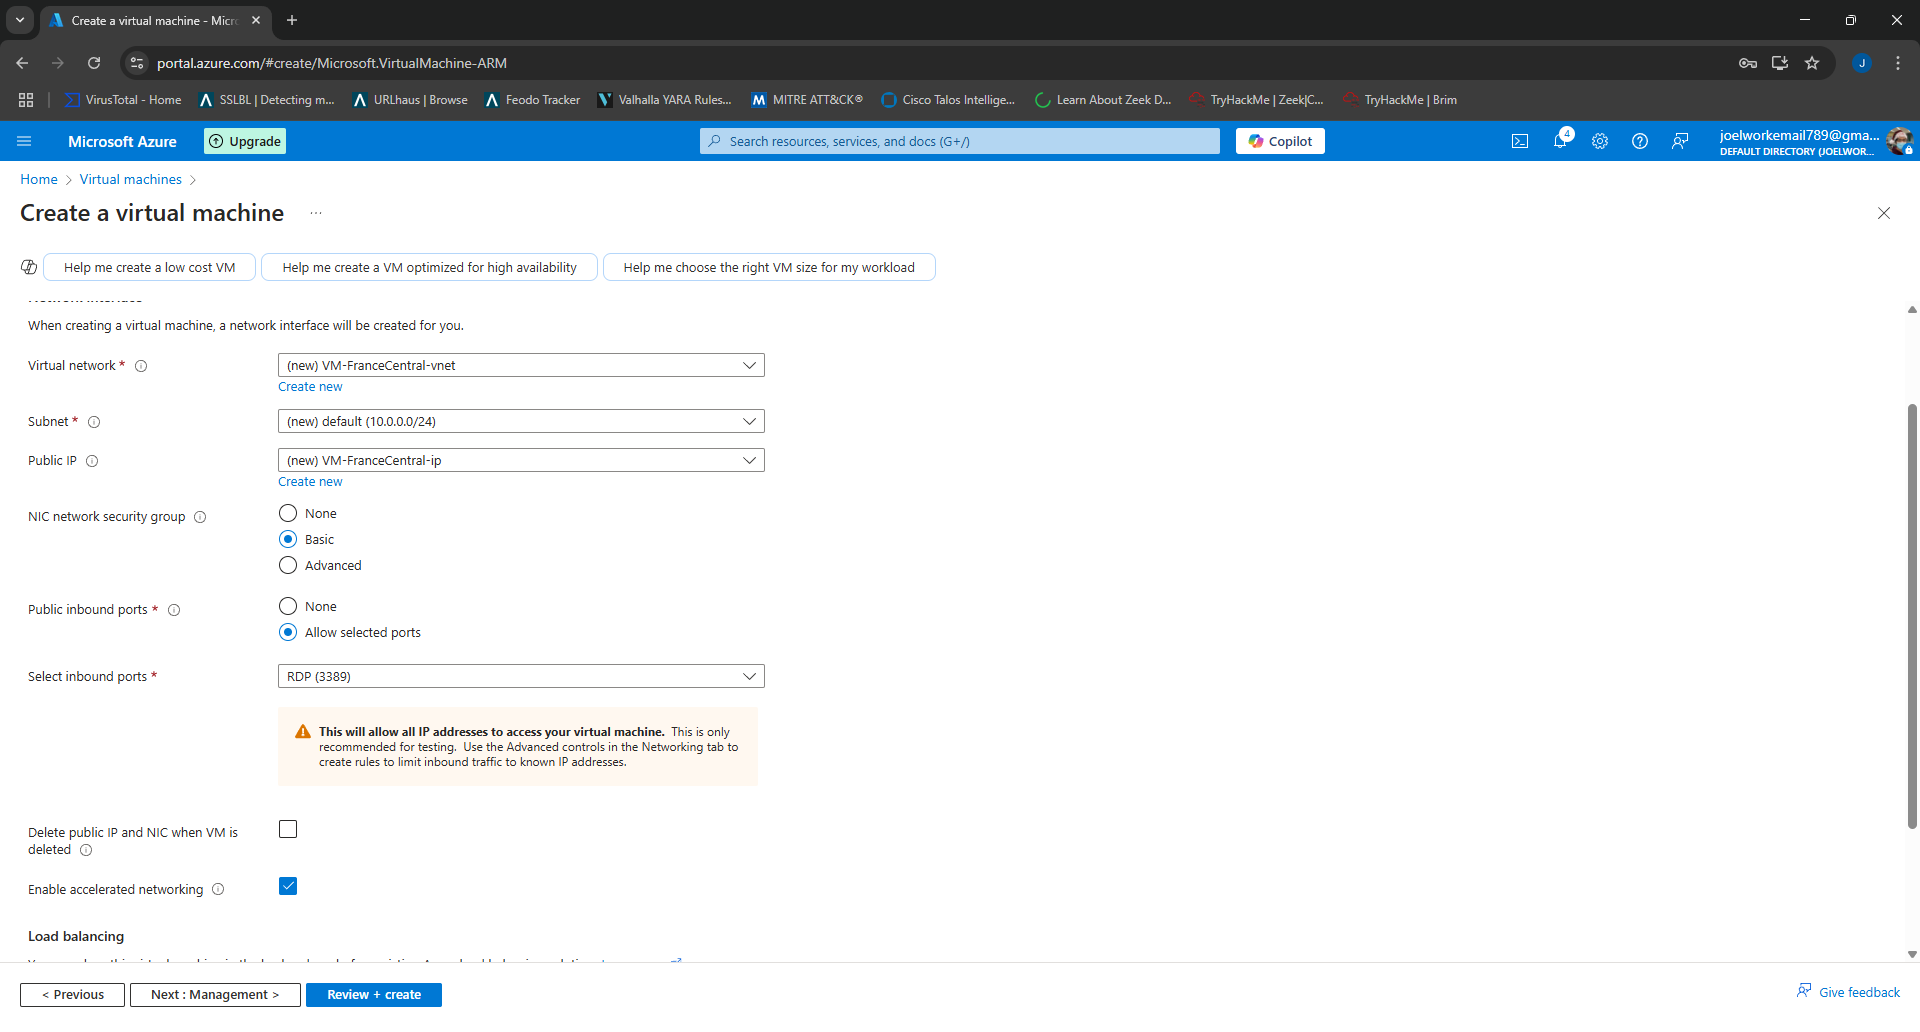 Create a virtual machine - Micr
portal.azure.com/#create/Microsoft.VirtualMachine-ARM
J
VirusTotal - Home
SSLBL | Detecting m...
URLhaus | Browse
Feodo Tracker
Valhalla YARA Rules...
MITRE ATT&CK®
Cisco Talos Intellige...
Learn About Zeek D...
TryHackMe | Zeek|C...
TryHackMe | Brim
Microsoft Azure
Upgrade
Search resources, services, and docs (G+/)
Copilot
4
joelworkemail789@gma...
DEFAULT DIRECTORY (JOELWOR...
Home > Virtual machines >
Create a virtual machine ...
Help me create a low cost VM
Help me create a VM optimized for high availability
Help me choose the right VM size for my workload
Network interface
When creating a virtual machine, a network interface will be created for you.
Virtual network *
(new) VM-FranceCentral-vnet
Create new
Subnet *
(new) default (10.0.0.0/24)
Public IP
(new) VM-FranceCentral-ip
Create new
NIC network security group
None
Basic
Advanced
Public inbound ports *
None
Allow selected ports
Select inbound ports *
RDP (3389)
This will allow all IP addresses to access your virtual machine. This is only
recommended for testing. Use the Advanced controls in the Networking tab to
create rules to limit inbound traffic to known IP addresses.
Delete public IP and NIC when VM is
deleted
Enable accelerated networking
Load balancing
< Previous
Next : Management >
Review + create
Give feedback